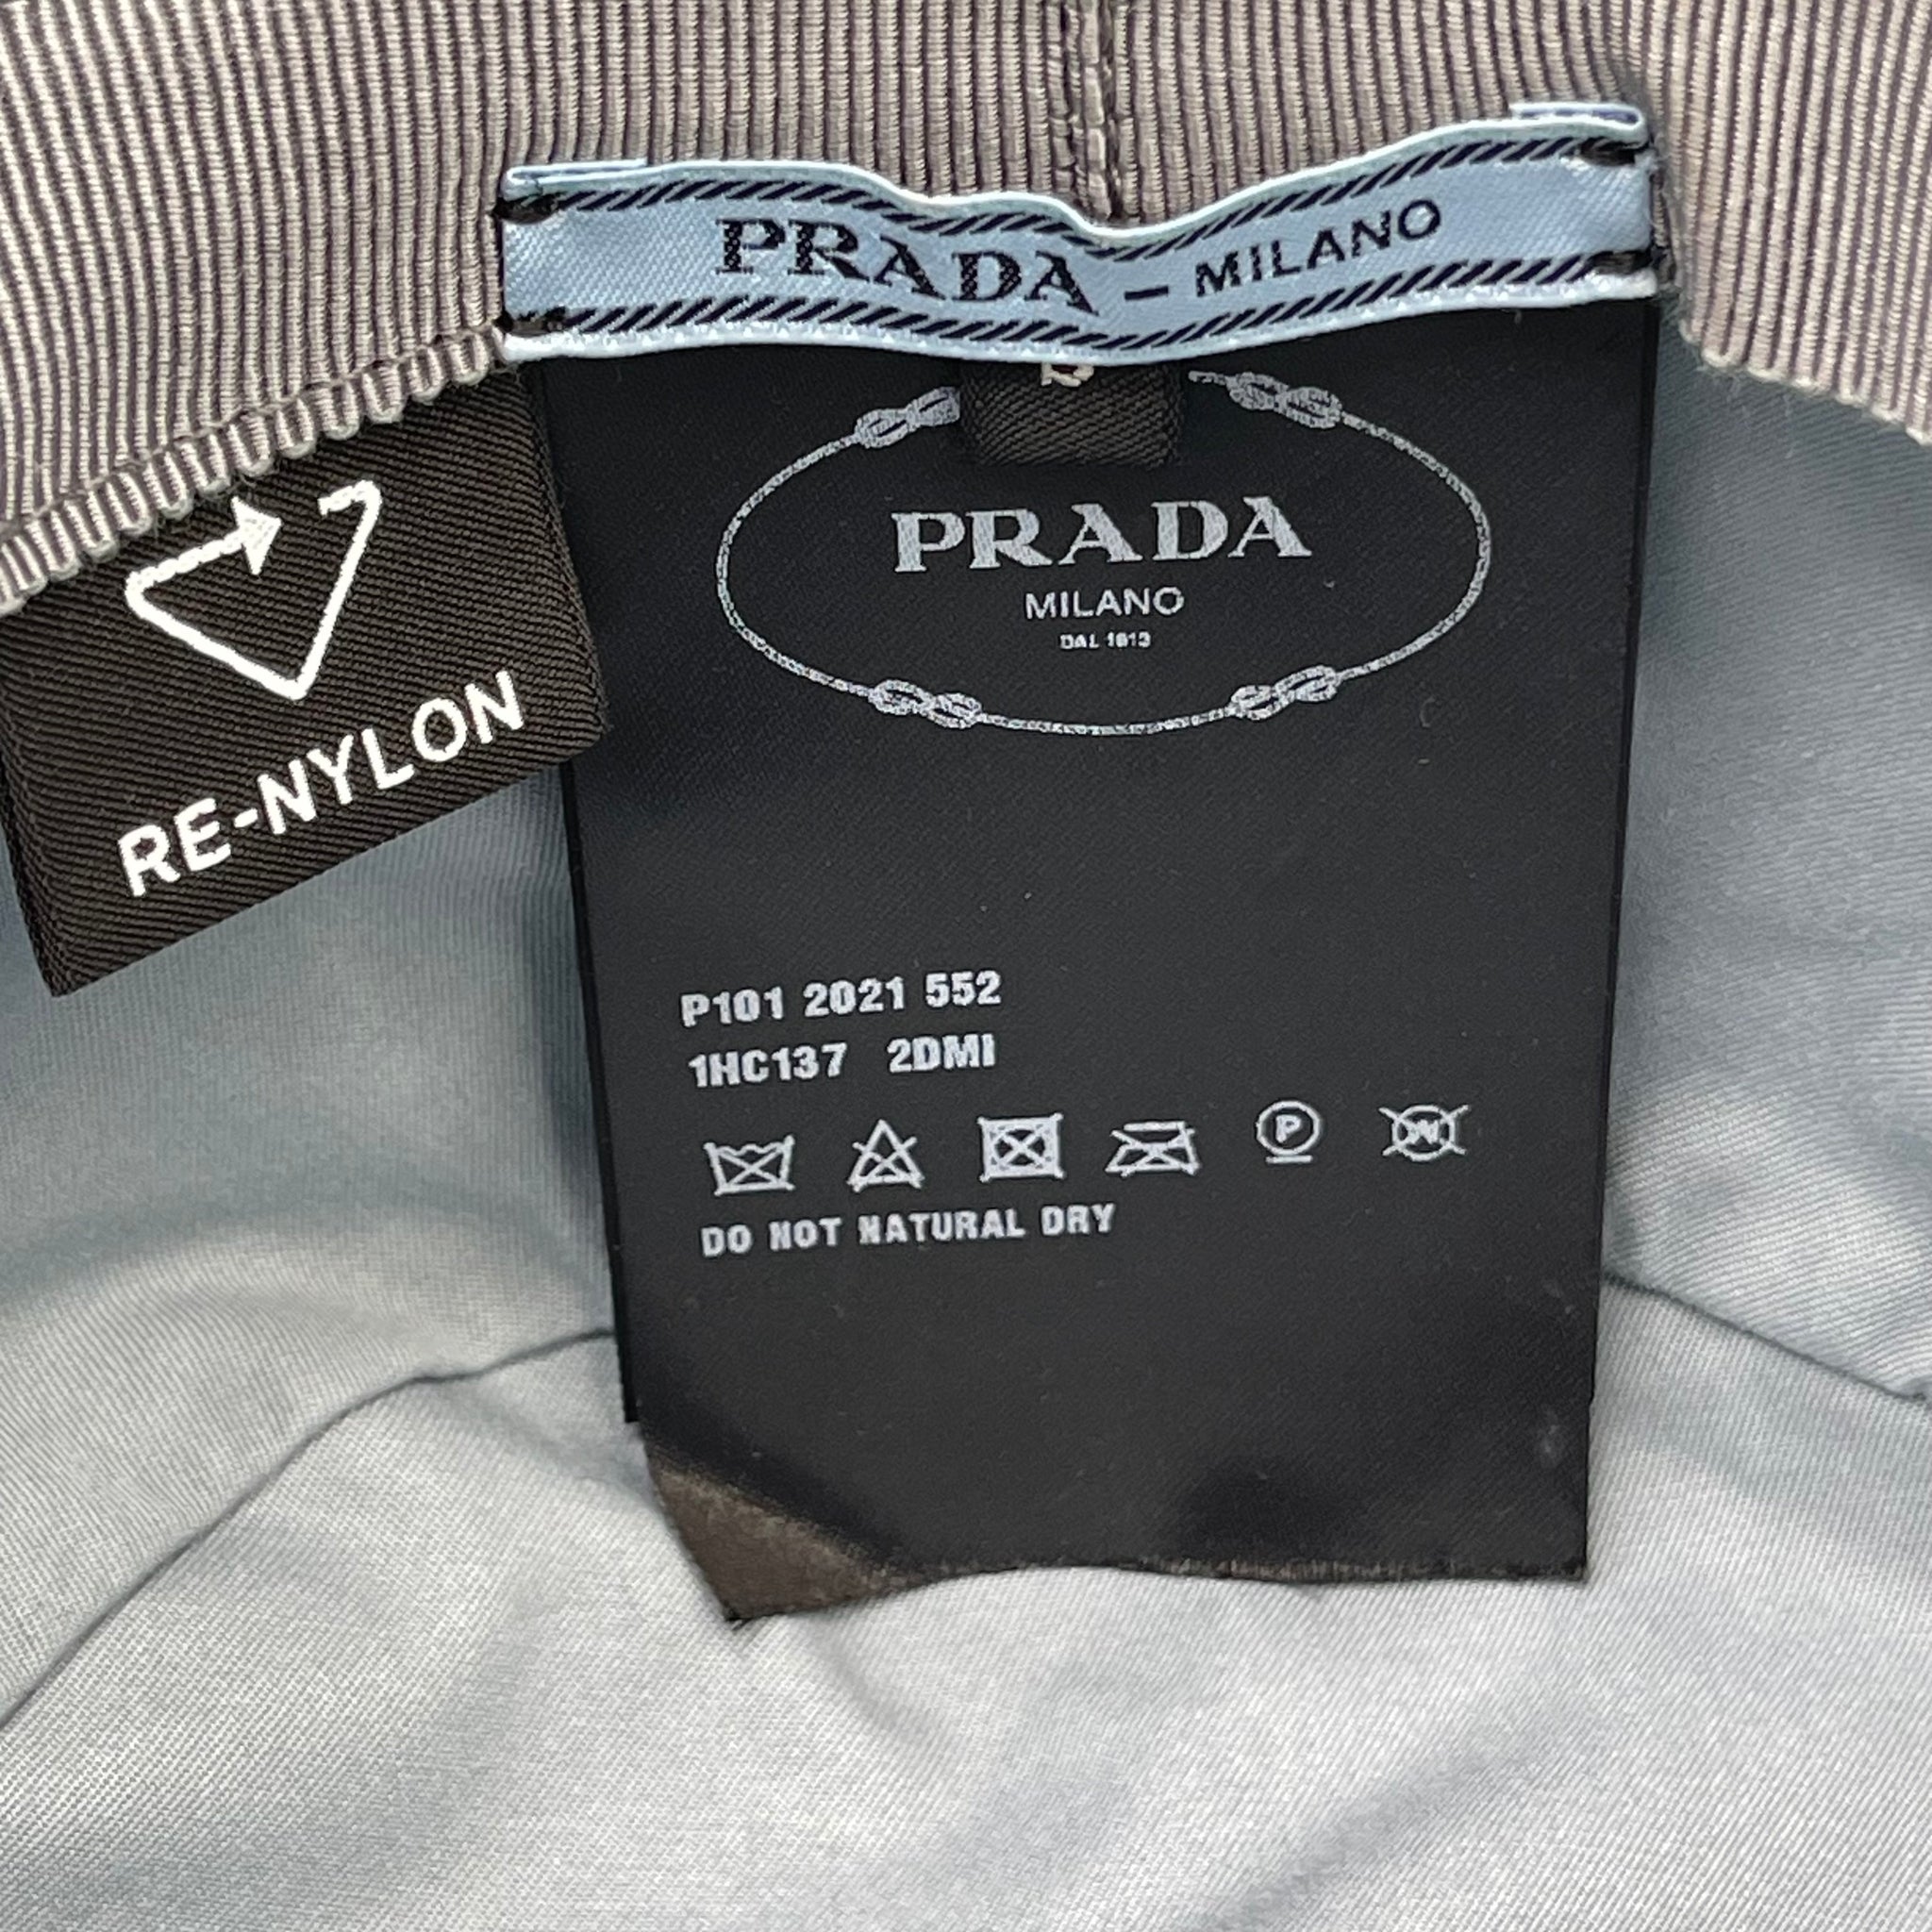 PRADA – MILANO
PRADA
MILANO
DAL 1913
RE-NYLON
P101 2021 552
1HC137 2DMI
P W
DO NOT NATURAL DRY